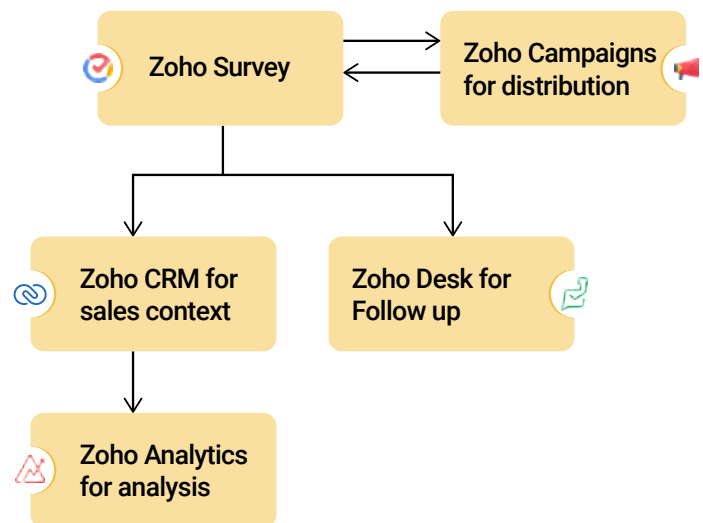 Zoho Survey
Zoho Campaigns
for distribution
Zoho CRM for
sales context
Zoho Desk for
Follow up
Zoho Analytics
for analysis